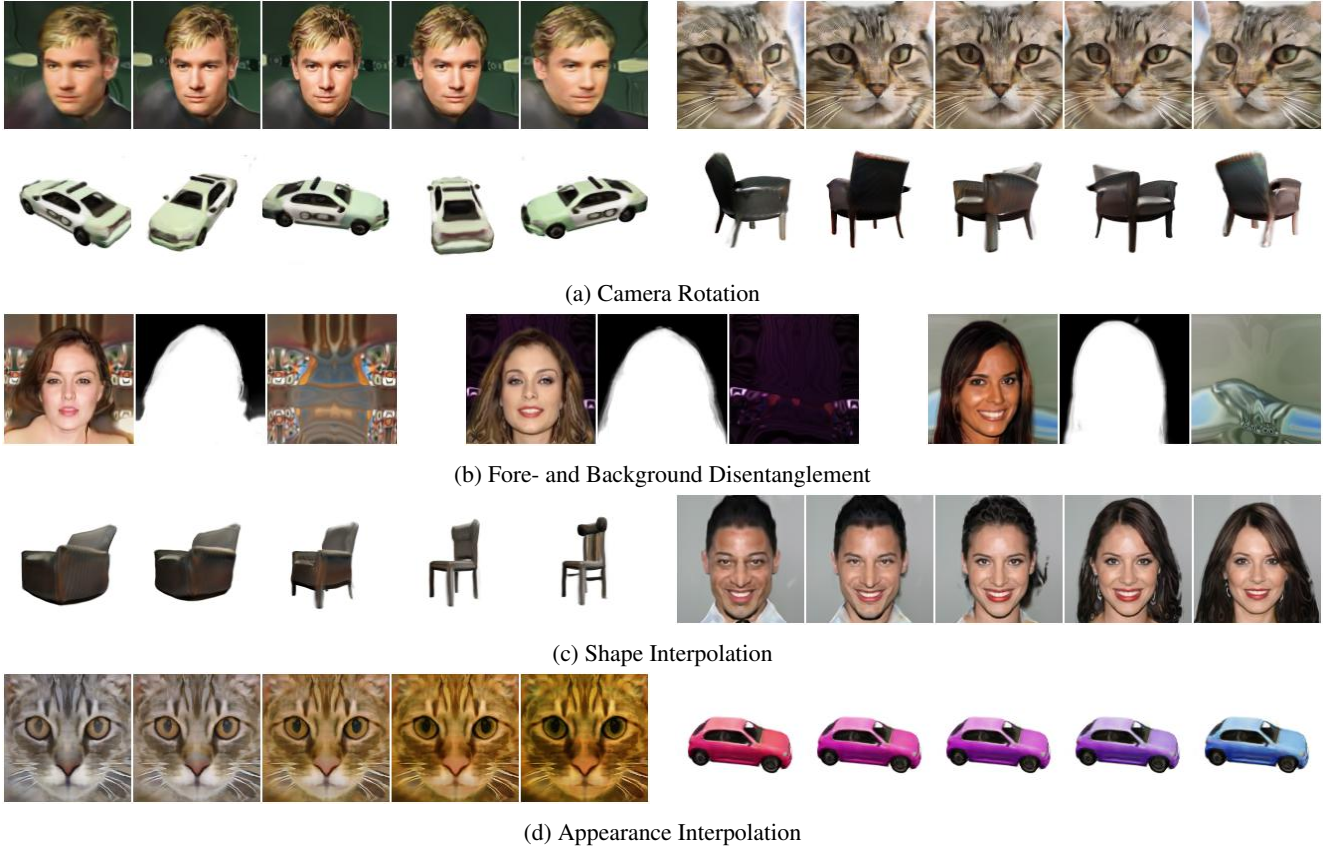 (a) Camera Rotation
(b) Fore- and Background Disentanglement
(c) Shape Interpolation
(d) Appearance Interpolation